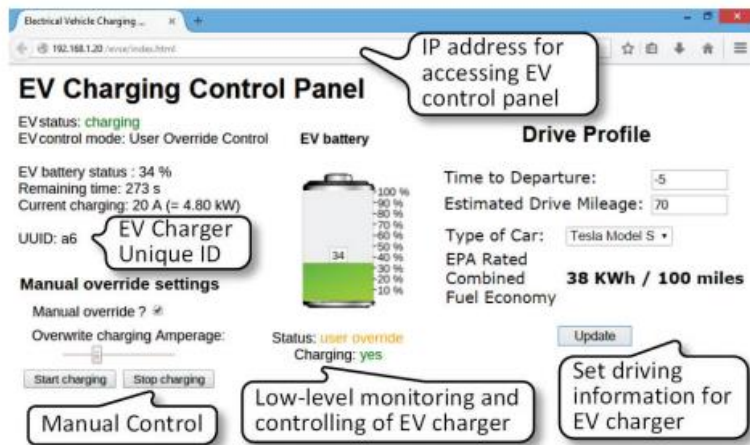 Electrical Vehicle Charging ...
192.168.1.20/evse/index.html
IP address for
accessing EV
control panel
EV Charging Control Panel
EV status: charging
EV control mode: User Override Control
EV battery status : 34 %
Remaining time: 273 s
Current charging: 20 A (= 4.80 kW)
UUID: a6
EV Charger
Unique ID
Manual override settings
Manual override ?
Overwrite charging Amperage:
Start charging Stop charging
Manual Control
EV battery
100 %
90 %
80 %
70 %
60 %
50 %
40 %
30 %
20 %
10 %
34
Status: user override
Charging: yes
Low-level monitoring and
controlling of EV charger
Drive Profile
Time to Departure: -5
Estimated Drive Mileage: 70
Type of Car: Tesla Model S
EPA Rated
Combined 38 KWh / 100 miles
Fuel Economy
Update
Set driving
information for
EV charger